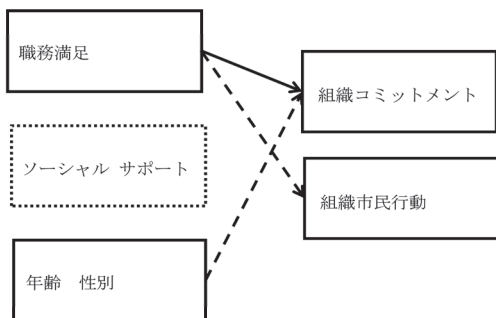 職務満足
ソーシャル サポート
年齢　性別
組織コミットメント
組織市民行動